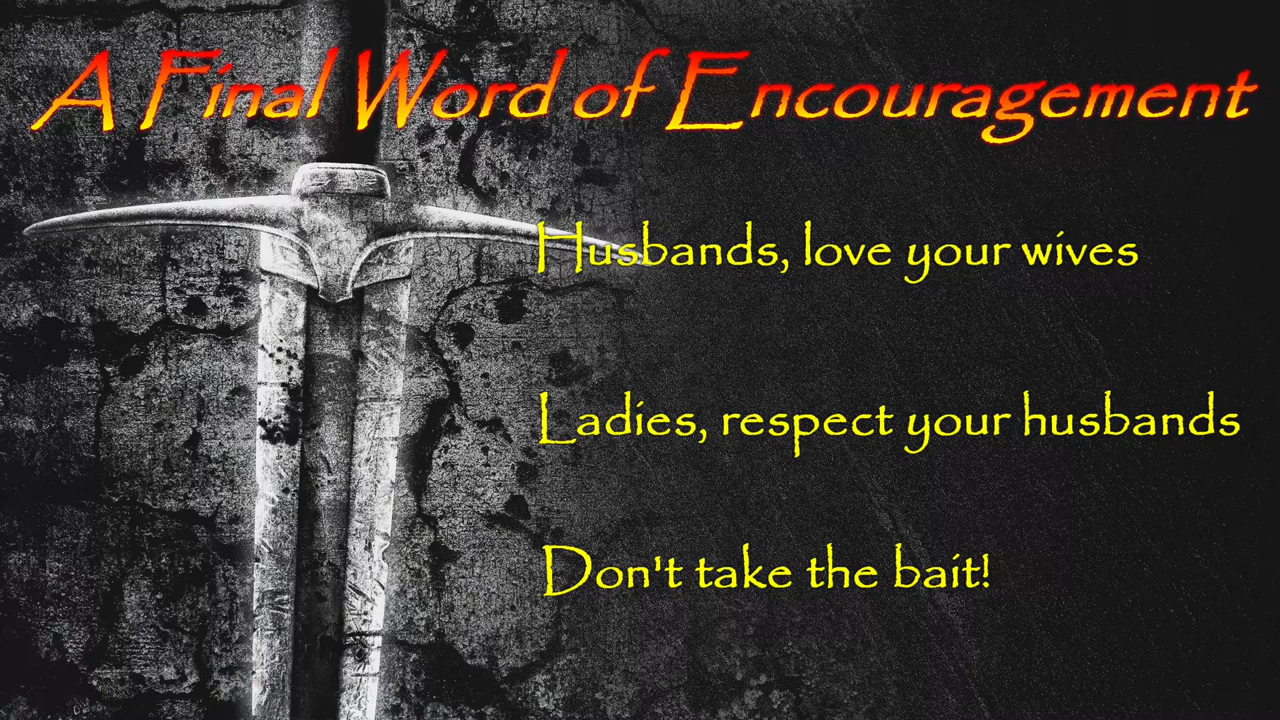 A Final Word of Encouragement
Husbands, love your wives
Ladies, respect your husbands
Don't take the bait!